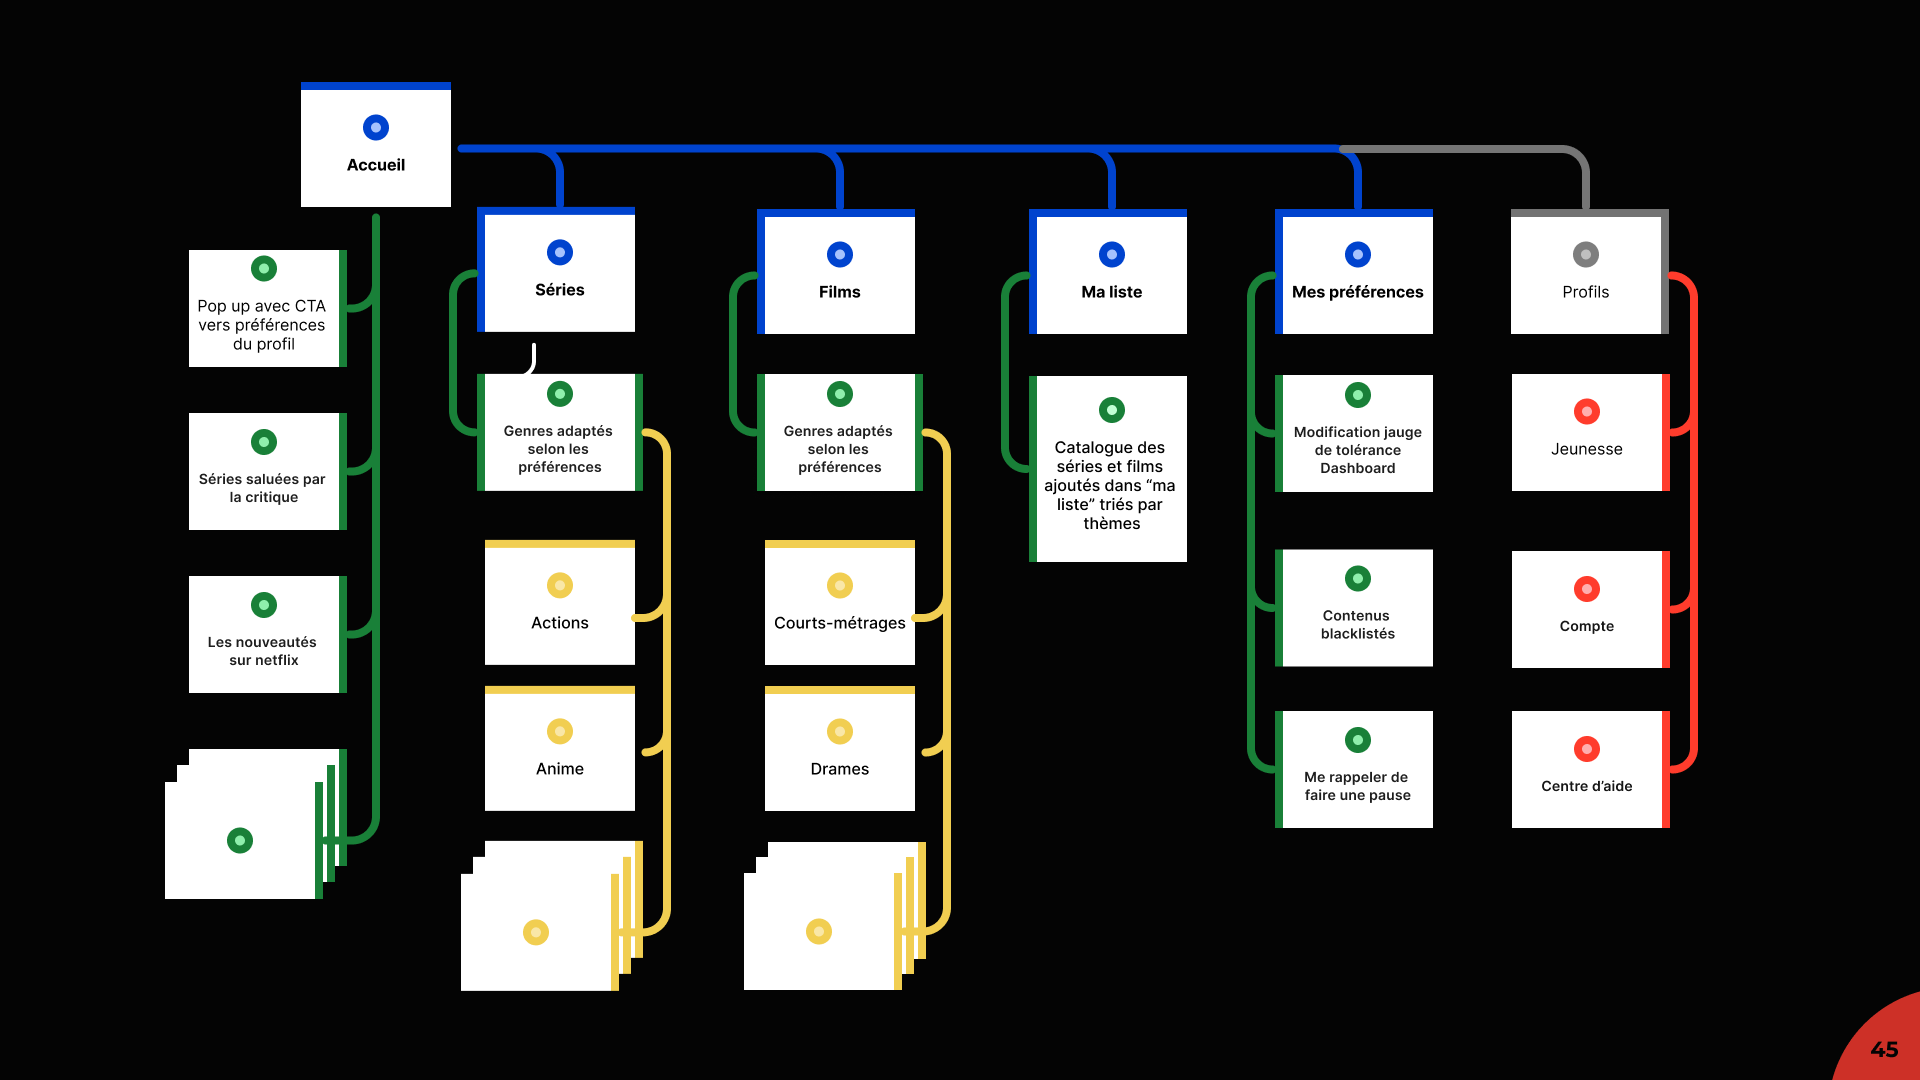 Accueil
Pop up avec CTA
vers préférences
du profil
Séries saluées par
la critique
Les nouveautés
sur netflix
Séries
Genres adaptés
selon les
préférences
Actions
Anime
Films
Genres adaptés
selon les
préférences
Courts-métrages
Drames
Ma liste
Catalogue des
séries et films
ajoutés dans “ma
liste” triés par
thèmes
Mes préférences
Modification jauge
de tolérance
Dashboard
Contenus
blacklistés
Me rappeler de
faire une pause
Profils
Jeunesse
Compte
Centre d’aide
45